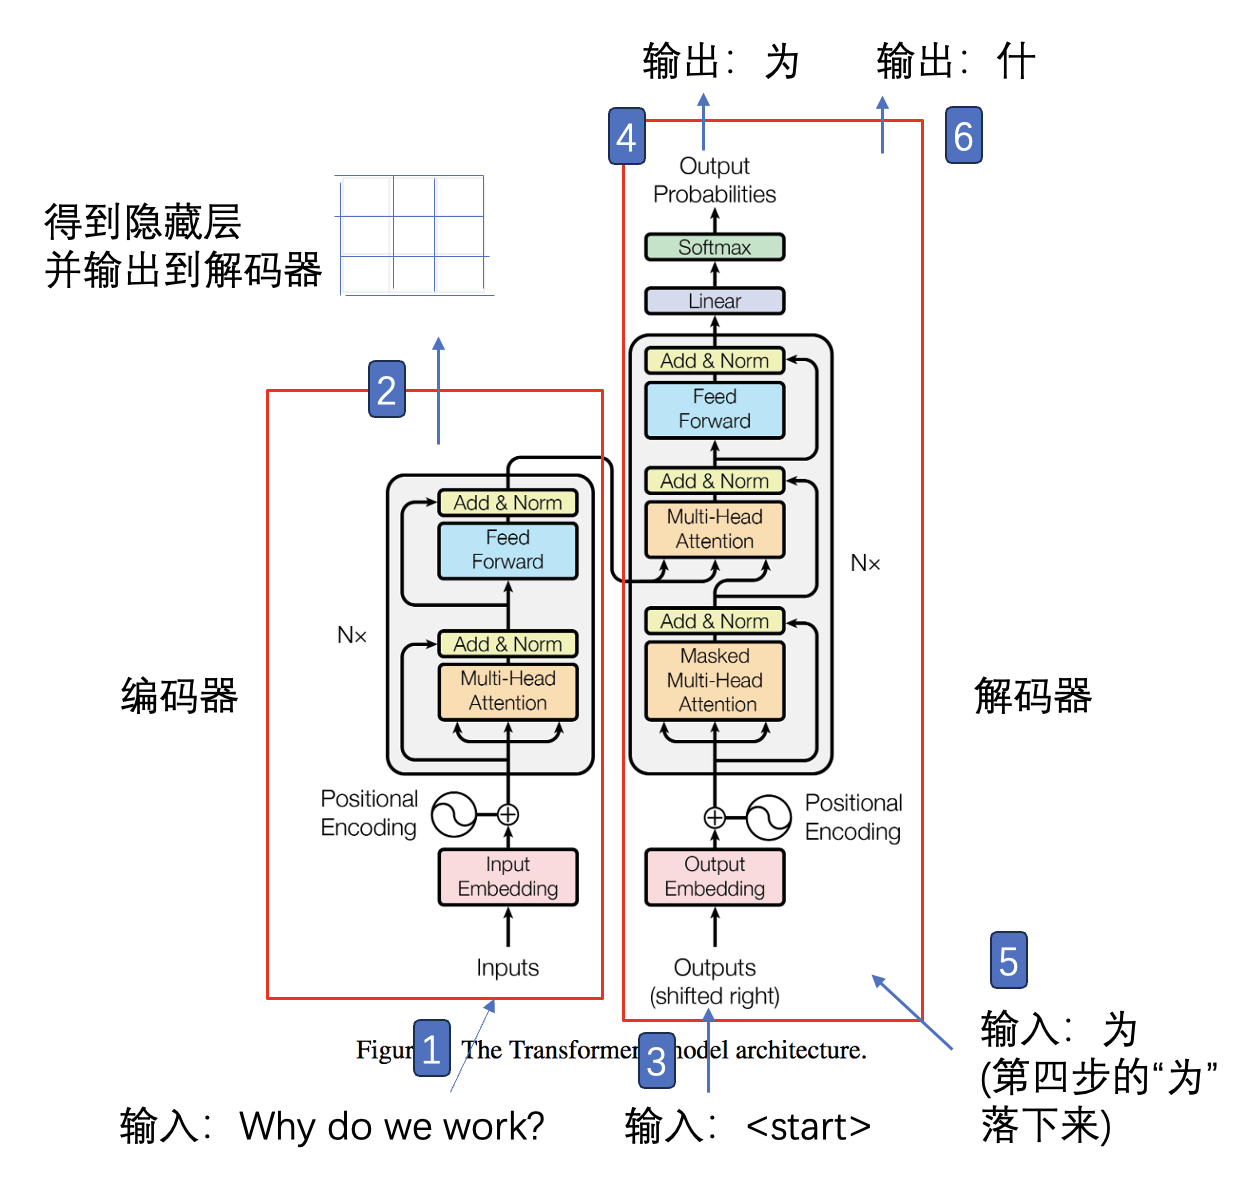 输出：为
输出：什
4
6
Output
Probabilities
Softmax
Linear
得到隐藏层
并输出到解码器
2
Add & Norm
Feed
Forward
Add & Norm
Multi-Head
Attention
Nx
Add & Norm
Masked
Multi-Head
Attention
Add & Norm
Feed
Forward
Nx
Add & Norm
Multi-Head
Attention
编码器
解码器
Positional
Encoding
Positional
Encoding
Input
Embedding
Output
Embedding
Inputs
Outputs
(shifted right)
5
输入：为
(第四步的“为”
落下来)
1
3
Figur The Transformer odel architecture.
输入：Why do we work?
输入：<start>